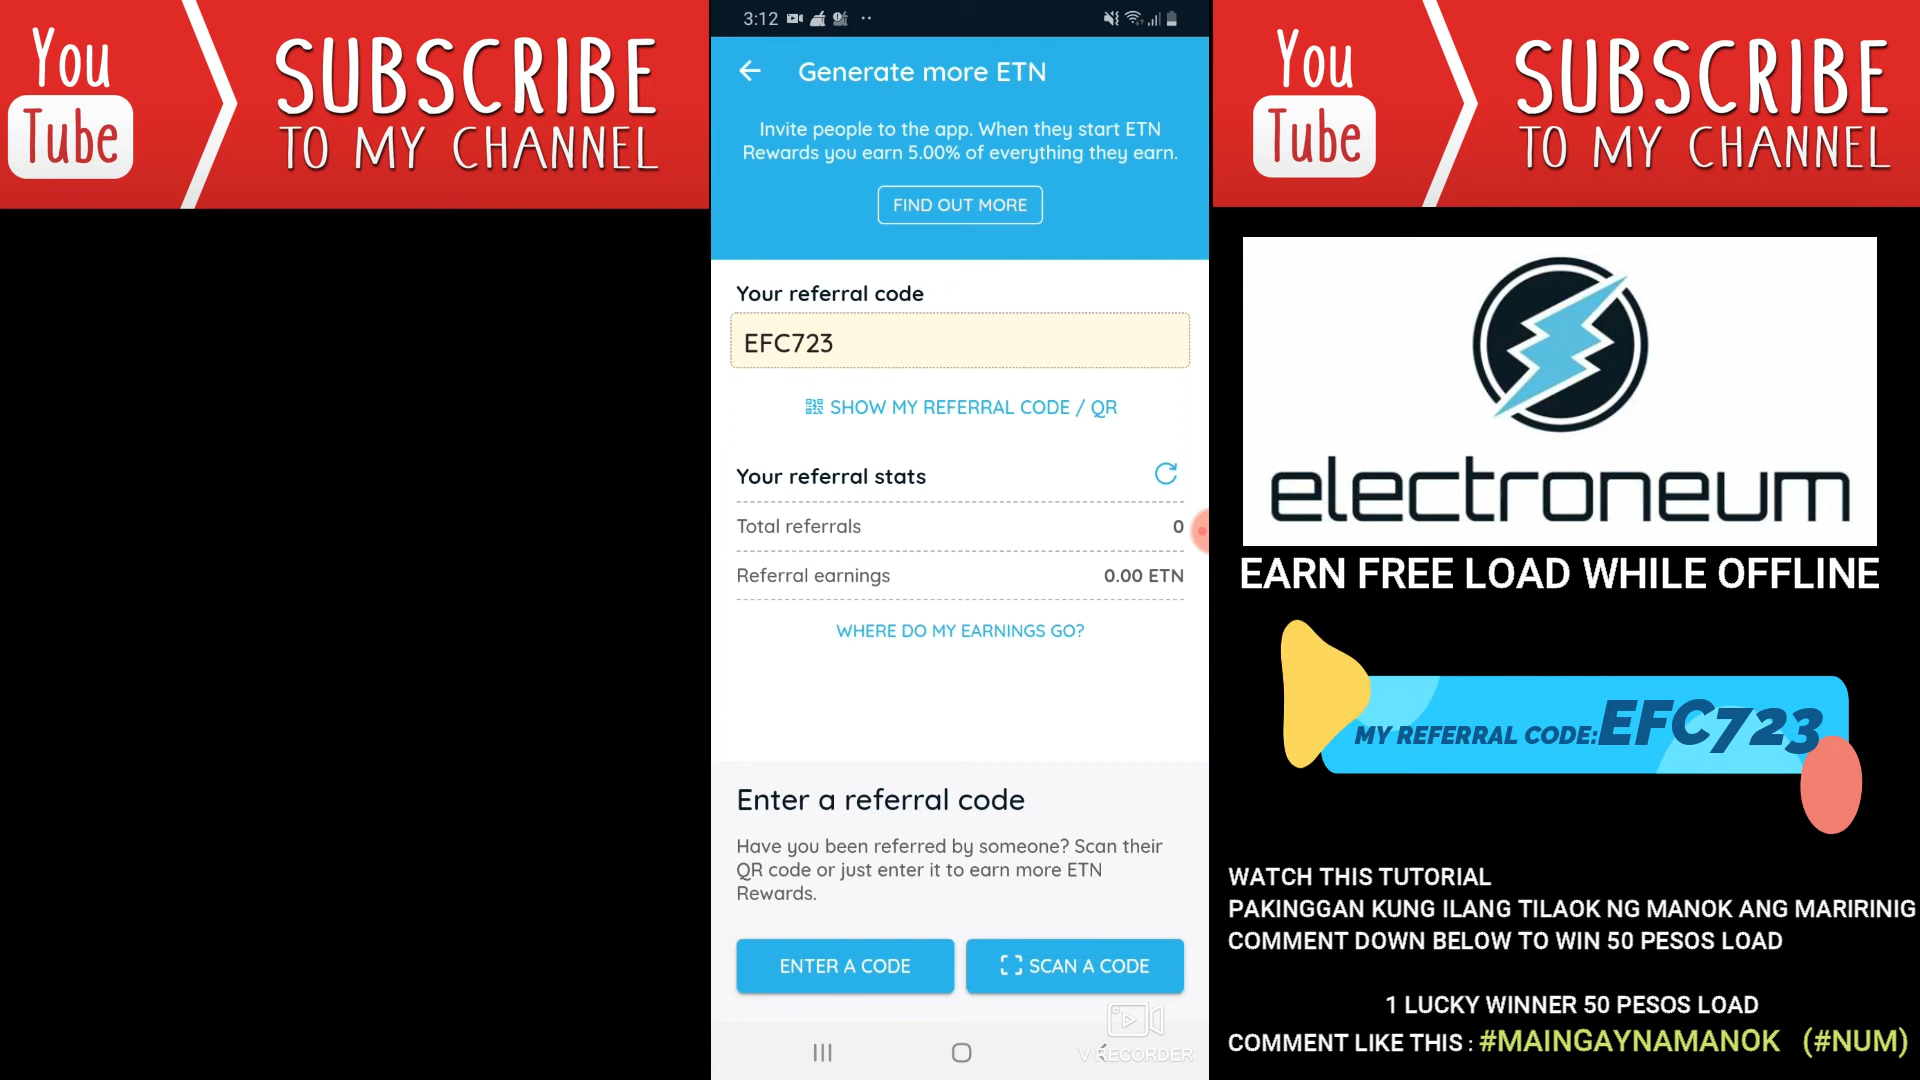 You
Tube
SUBSCRIBE
TO MY CHANNEL
3:12
Generate more ETN
Invite people to the app. When they start ETN
Rewards you earn 5.00% of everything they earn.
FIND OUT MORE
Your referral code
EFC723
SHOW MY REFERRAL CODE / QR
Your referral stats
Total referrals 0
Referral earnings 0.00 ETN
WHERE DO MY EARNINGS GO?
Enter a referral code
Have you been referred by someone? Scan their
QR code or just enter it to earn more ETN
Rewards.
ENTER A CODE
SCAN A CODE
V RECORDER
You
Tube
SUBSCRIBE
TO MY CHANNEL
electroneum
EARN FREE LOAD WHILE OFFLINE
MY REFERRAL CODE:EFC723
WATCH THIS TUTORIAL
PAKINGGAN KUNG ILANG TILAOK NG MANOK ANG MARIRINIG
COMMENT DOWN BELOW TO WIN 50 PESOS LOAD
1 LUCKY WINNER 50 PESOS LOAD
COMMENT LIKE THIS : #MAINGAYNAMANOK (#NUM)